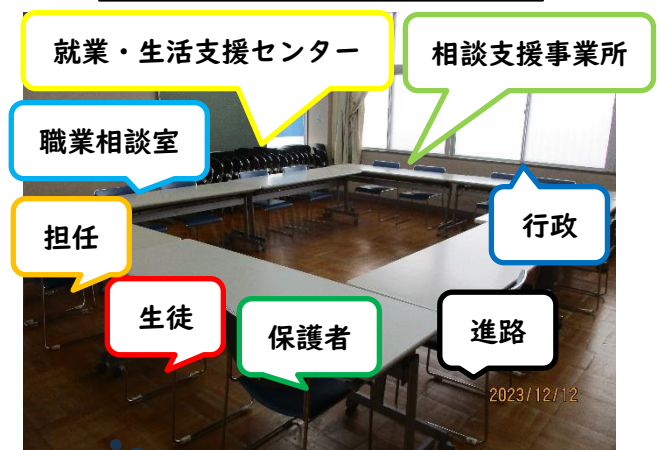 就業・生活支援センター
相談支援事業所
職業相談室
担任
行政
生徒
保護者
進路
2023/12/12